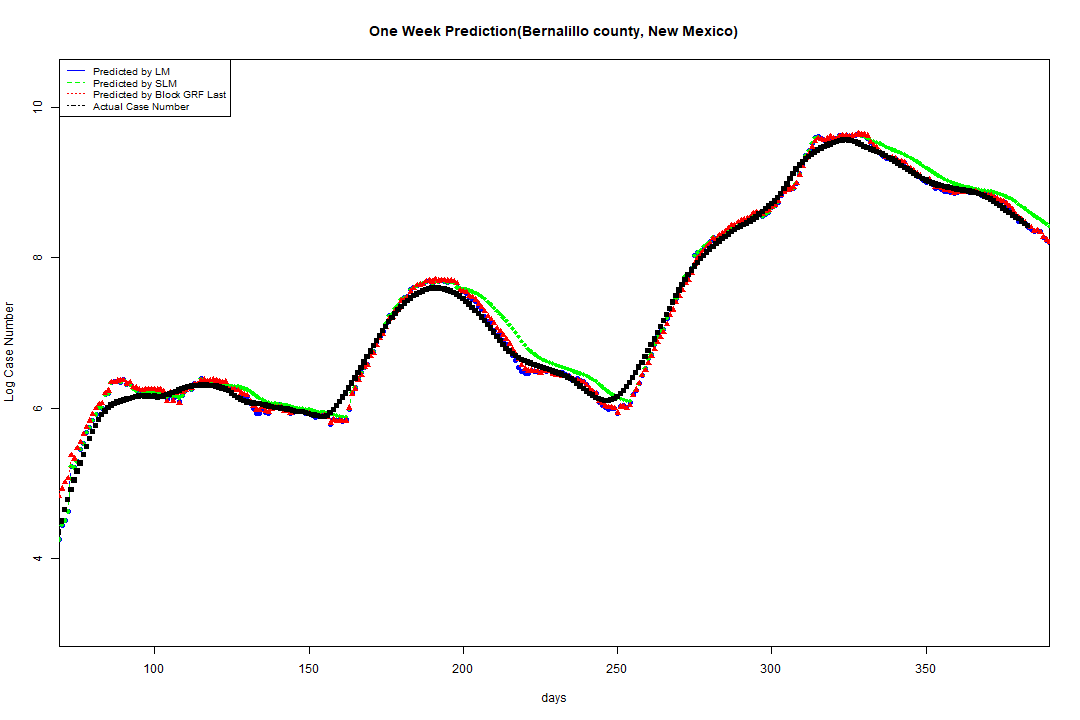 One Week Prediction(Bernalillo county, New Mexico)
Predicted by LM
Predicted by SLM
Predicted by Block GRF Last
Actual Case Number
10
8
6
4
Log Case Number
100 150 200 250 300 350
days